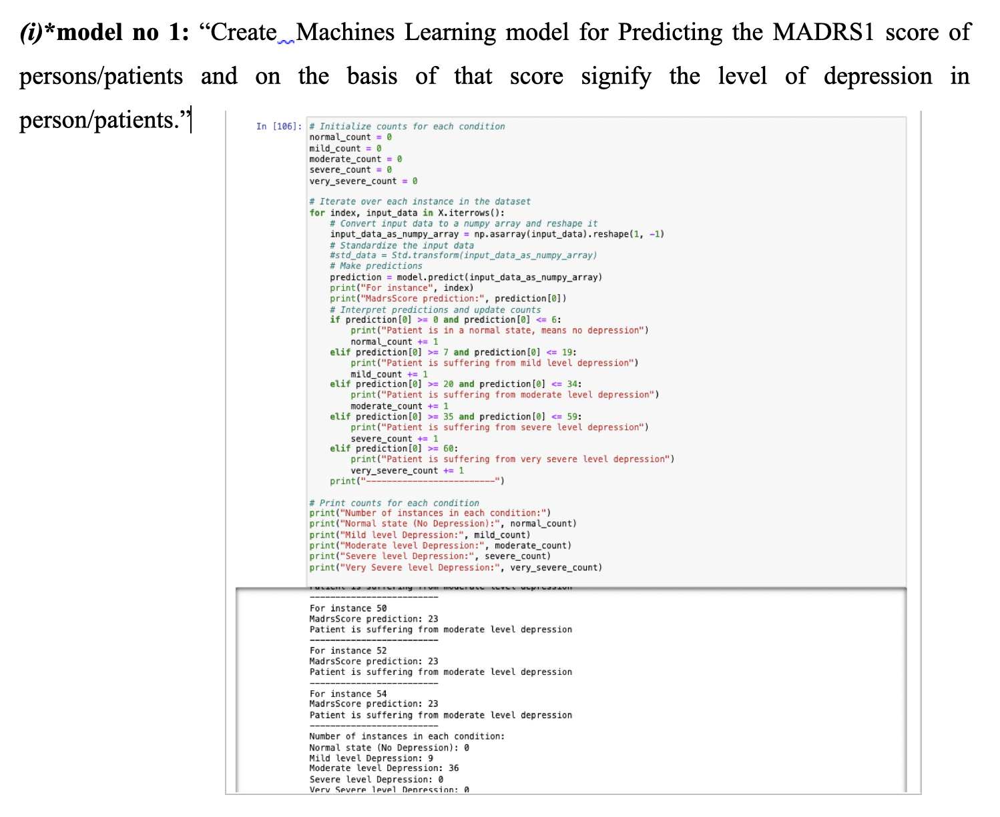 (i)*model no 1: “Create Machines Learning model for Predicting the MADRS1 score of
persons/patients and on the basis of that score signify the level of depression in
person/patients.”
In [106]: # Initialize counts for each condition
normal_count = 0
mild_count = 0
moderate_count = 0
severe_count = 0
very_severe_count = 0
# Iterate over each instance in the dataset
for index, input_data in X.iterrows():
# Convert input data to a numpy array and reshape it
input_data_as_numpy_array = np.asarray(input_data).reshape(1, -1)
# Standardize the input data
#std_data = Std.transform(input_data_as_numpy_array)
# Make predictions
prediction = model.predict(input_data_as_numpy_array)
print("For instance", index)
print("MadrsScore prediction:", prediction[0])
# Interpret predictions and update counts
if prediction[0] >= 0 and prediction[0] <= 6:
print("Patient is in a normal state, means no depression")
normal_count += 1
elif prediction[0] >= 7 and prediction[0] <= 19:
print("Patient is suffering from mild level depression")
mild_count += 1
elif prediction[0] >= 20 and prediction[0] <= 34:
print("Patient is suffering from moderate level depression")
moderate_count += 1
elif prediction[0] >= 35 and prediction[0] <= 59:
print("Patient is suffering from severe level depression")
severe_count += 1
elif prediction[0] >= 60:
print("Patient is suffering from very severe level depression")
very_severe_count += 1
print("-------------------------")
# Print counts for each condition
print("Number of instances in each condition:")
print("Normal state (No Depression):", normal_count)
print("Mild level Depression:", mild_count)
print("Moderate level Depression:", moderate_count)
print("Severe level Depression:", severe_count)
print("Very Severe level Depression:", very_severe_count)
Patient is suffering from moderate level depression
-------------------------
For instance 50
MadrsScore prediction: 23
Patient is suffering from moderate level depression
-------------------------
For instance 52
MadrsScore prediction: 23
Patient is suffering from moderate level depression
-------------------------
For instance 54
MadrsScore prediction: 23
Patient is suffering from moderate level depression
-------------------------
Number of instances in each condition:
Normal state (No Depression): 0
Mild level Depression: 9
Moderate level Depression: 36
Severe level Depression: 0
Very Severe level Depression: 0